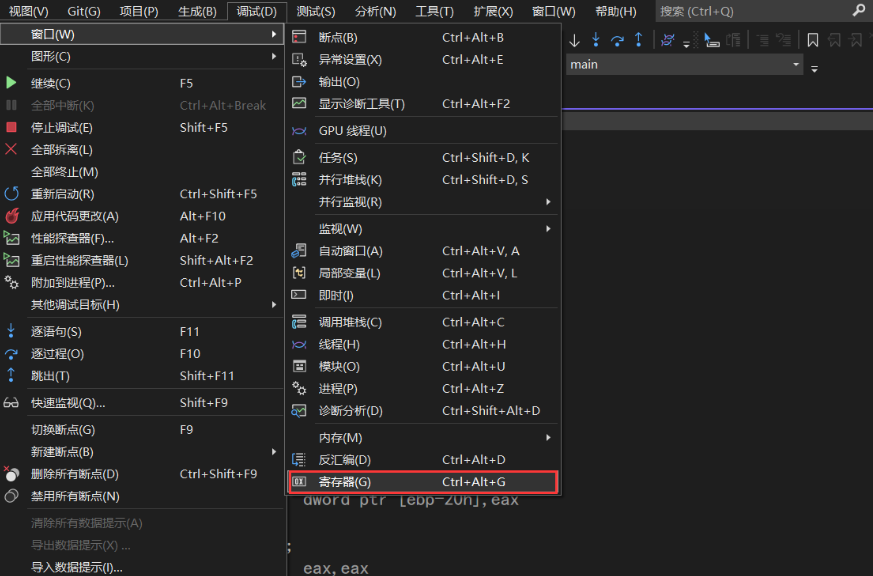 视图(V) Git(G) 项目(P) 生成(B) 调试(D) 测试(S) 分析(N) 工具(T) 扩展(X) 窗口(W) 帮助(H) 搜索 (Ctrl+Q)
main
窗口(W)
图形(C)
继续(C) F5
全部中断(K) Ctrl+Alt+Break
停止调试(E) Shift+F5
全部拆离(L)
全部终止(M)
重新启动(R) Ctrl+Shift+F5
应用代码更改(A) Alt+F10
性能探查器(F)... Alt+F2
重启性能探查器(L) Shift+Alt+F2
附加到进程(P)... Ctrl+Alt+P
其他调试目标(H)
逐语句(S) F11
逐过程(O) F10
跳出(T) Shift+F11
快速监视(Q)... Shift+F9
切换断点(G) F9
新建断点(B)
删除所有断点(D) Ctrl+Shift+F9
禁用所有断点(N)
清除所有数据提示(A)
导出数据提示(X) ...
导入数据提示(I)...
断点(B) Ctrl+Alt+B
异常设置(X) Ctrl+Alt+E
输出(O)
显示诊断工具(T) Ctrl+Alt+F2
GPU 线程(U)
任务(S) Ctrl+Shift+D, K
并行堆栈(K) Ctrl+Shift+D, S
并行监视(R)
监视(W)
自动窗口(A) Ctrl+Alt+V, A
局部变量(L) Ctrl+Alt+V, L
即时(I) Ctrl+Alt+I
调用堆栈(C) Ctrl+Alt+C
线程(H) Ctrl+Alt+H
模块(O) Ctrl+Alt+U
进程(P) Ctrl+Alt+Z
诊断分析(D) Ctrl+Shift+Alt+D
内存(M)
反汇编(D) Ctrl+Alt+D
寄存器(G) Ctrl+Alt+G
dword ptr [ebp-20h],eax
;
eax,eax